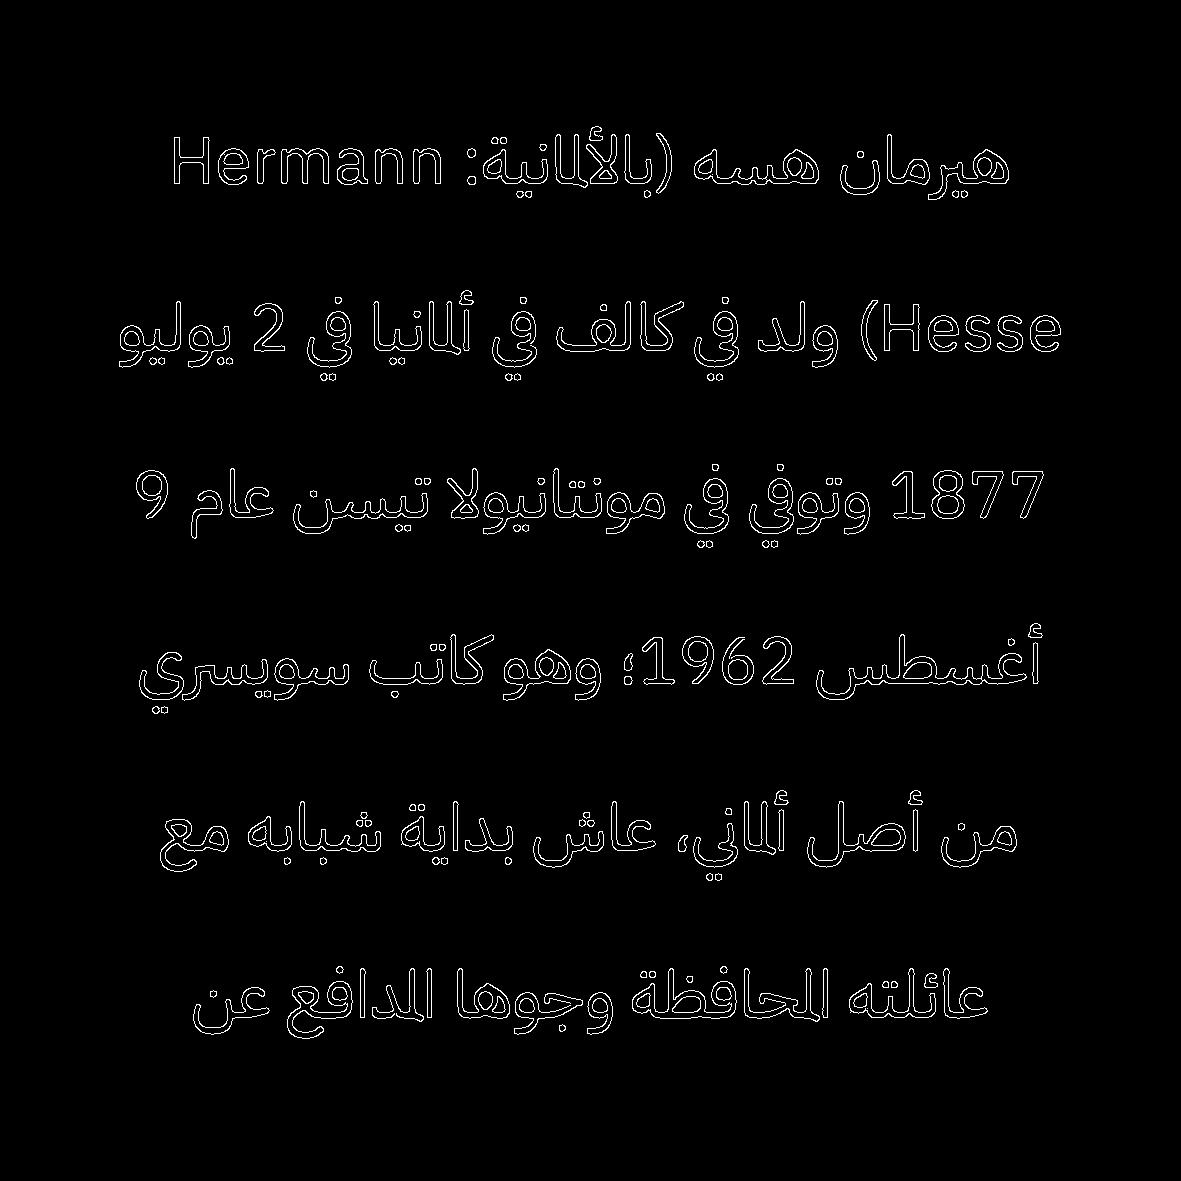 هيرمان هسه (بالألمانية: Hermann
Hesse) ولد في كالف في ألمانيا في 2 يوليو
1877 وتوفي في مونتانيولا تيسن عام 9
أغسطس 1962؛ وهو كاتب سويسري
من أصل ألماني، عاش بداية شبابه مع
عائلته المحافظة وجوها المدافع عن